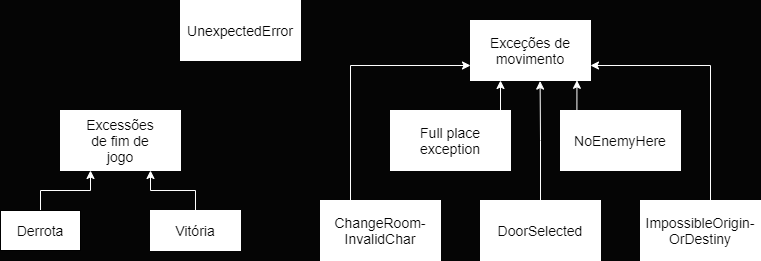 UnexpectedError
Exceções de
movimento
Excessões
de fim de
jogo
Full place
exception
NoEnemyHere
Derrota
Vitória
ChangeRoom-
InvalidChar
DoorSelected
ImpossibleOrigin-
OrDestiny